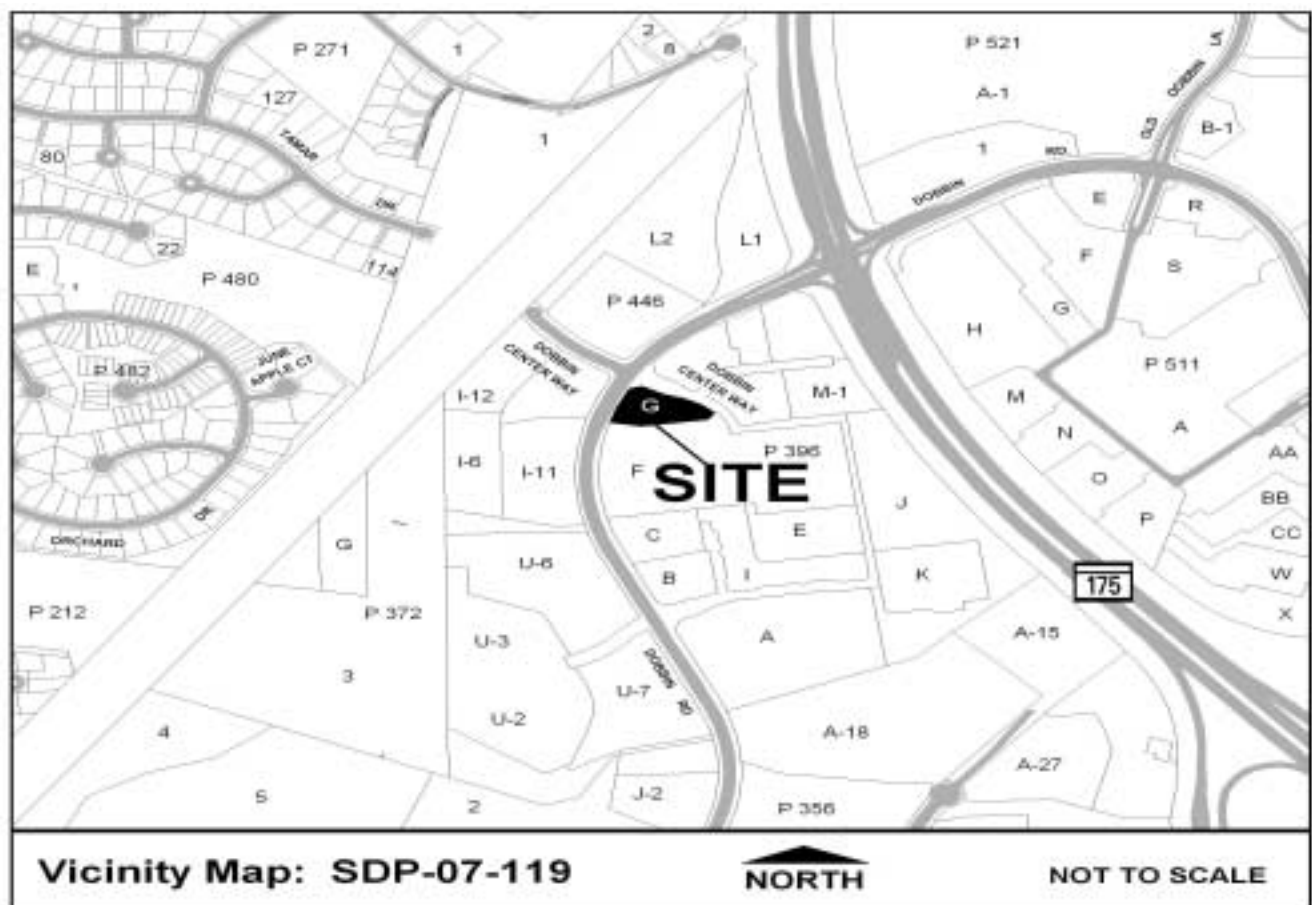 P 271
1
2
8
P 521
127
A-1
OLD DOBBIN LA
B-1
TAMAR DR
1
1
DOBBIN RD
80
E
R
22
L2
L1
F
S
E
1
P 480
114
P 446
G
H
P 511
JUNE APPLE CT
P 482
DOBBIN CENTER WAY
DOBBIN CENTER WAY
M-1
M
I-12
G
N
A
I-6
I-11
F
P 396
SITE
O
AA
J
P
BB
ORCHARD DR
G
C
E
CC
U-6
B
I
K
W
175
P 212
P 372
X
U-3
A
A-15
3
DOBBIN RD
U-7
U-2
4
A-18
A-27
5
2
J-2
P 356
Vicinity Map: SDP-07-119
NORTH
NOT TO SCALE